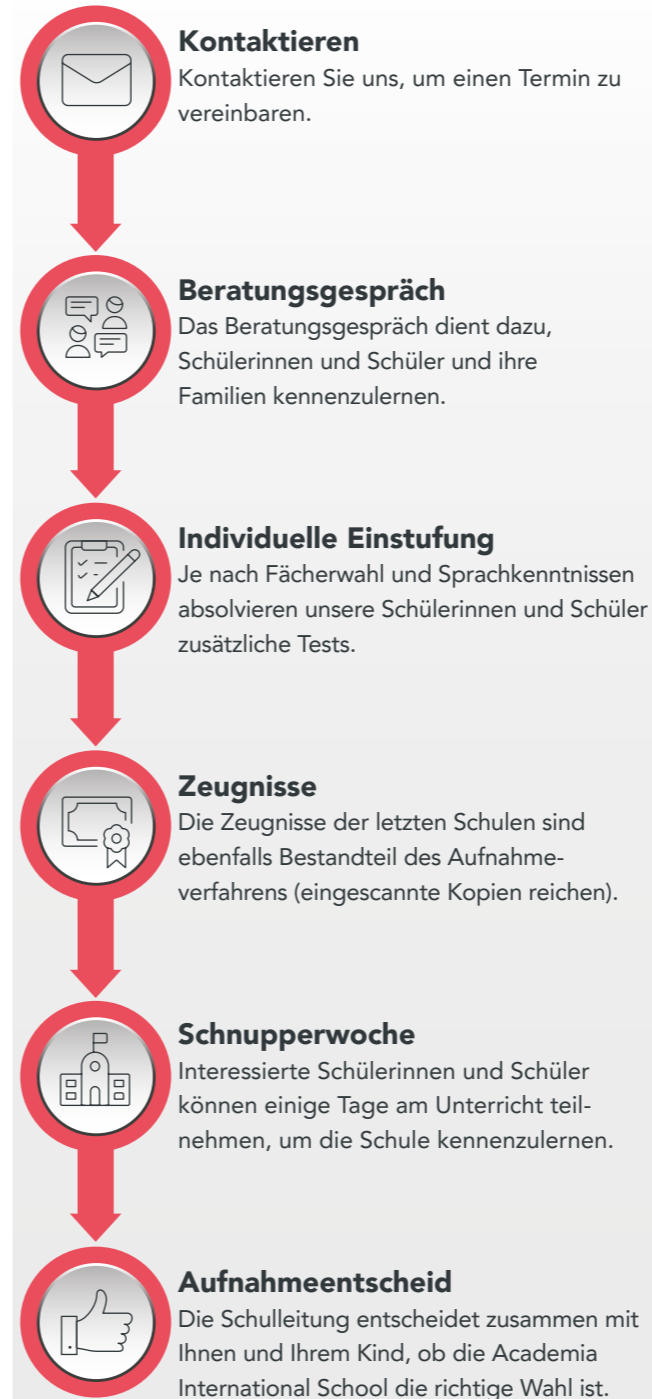 Kontaktieren
Kontaktieren Sie uns, um einen Termin zu
vereinbaren.
Beratungsgespräch
Das Beratungsgespräch dient dazu,
Schülerinnen und Schüler und ihre
Familien kennenzulernen.
Individuelle Einstufung
Je nach Fächerwahl und Sprachkenntnissen
absolvieren unsere Schülerinnen und Schüler
zusätzliche Tests.
Zeugnisse
Die Zeugnisse der letzten Schulen sind
ebenfalls Bestandteil des Aufnahme-
verfahrens (eingescannte Kopien reichen).
Schnupperwoche
Interessierte Schülerinnen und Schüler
können einige Tage am Unterricht teil-
nehmen, um die Schule kennenzulernen.
Aufnahmeentscheid
Die Schulleitung entscheidet zusammen mit
Ihnen und Ihrem Kind, ob die Academia
International School die richtige Wahl ist.